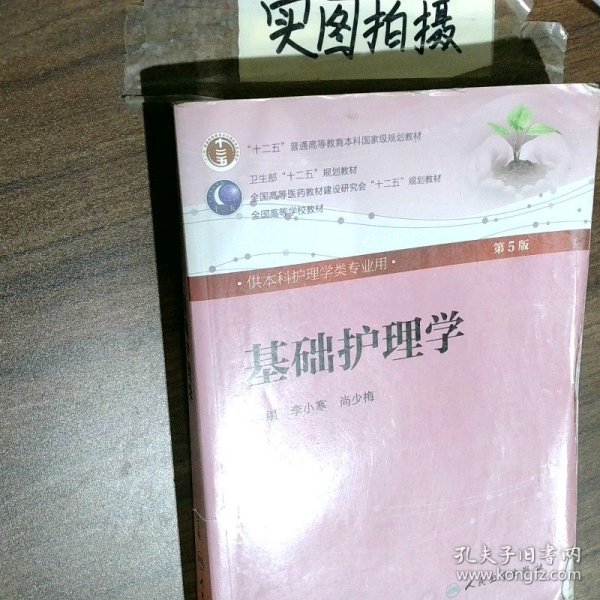 实图拍摄
"十二五"普通高等教育本科国家级规划教材
卫生部"十二五"规划教材
全国高等医药教材建设研究会"十二五"规划教材
全国高等学校教材
十二五
·供本科护理学类专业用·
第5版
基础护理学
编 李小寒 尚少梅
孔夫子旧书网
www.kongfz.com